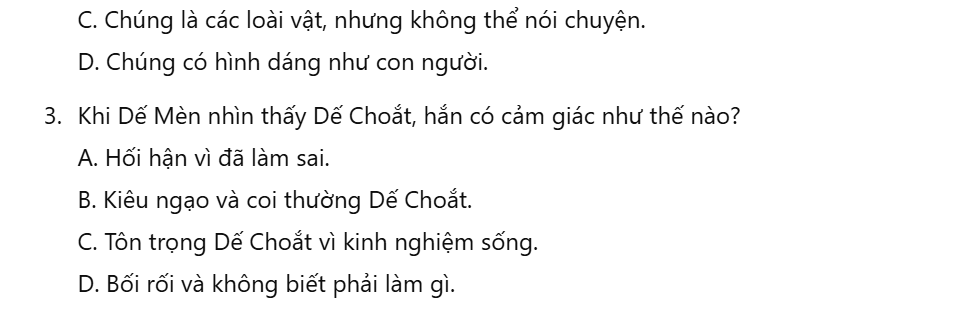 C. Chúng là các loài vật, nhưng không thể nói chuyện.
D. Chúng có hình dáng như con người.
3. Khi Dế Mèn nhìn thấy Dế Choắt, hắn có cảm giác như thế nào?
A. Hối hận vì đã làm sai.
B. Kiêu ngạo và coi thường Dế Choắt.
C. Tôn trọng Dế Choắt vì kinh nghiệm sống.
D. Bối rối và không biết phải làm gì.